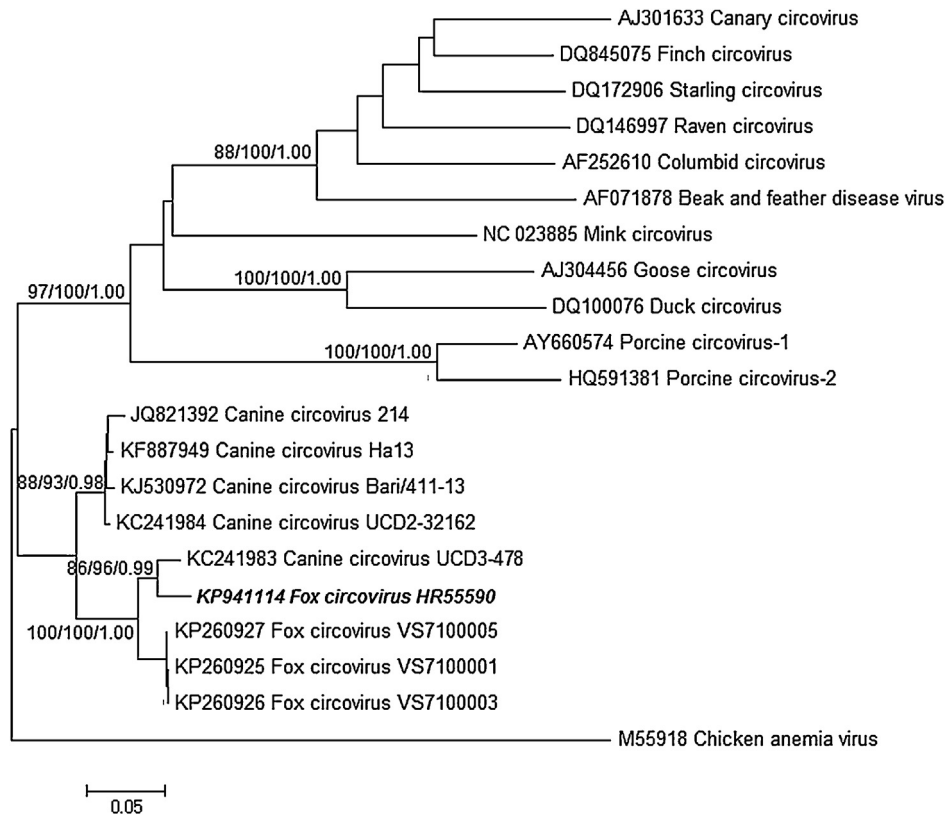 AJ301633 Canary circovirus
DQ845075 Finch circovirus
DQ172906 Starling circovirus
DQ146997 Raven circovirus
88/100/1.00
AF252610 Columbid circovirus
AF071878 Beak and feather disease virus
NC 023885 Mink circovirus
100/100/1.00
AJ304456 Goose circovirus
97/100/1.00
DQ100076 Duck circovirus
100/100/1.00
AY660574 Porcine circovirus-1
HQ591381 Porcine circovirus-2
JQ821392 Canine circovirus 214
KF887949 Canine circovirus Ha13
88/93/0.98
KJ530972 Canine circovirus Bari/411-13
KC241984 Canine circovirus UCD2-32162
86/96/0.99
KC241983 Canine circovirus UCD3-478
KP941114 Fox circovirus HR55590
100/100/1.00
KP260927 Fox circovirus VS7100005
KP260925 Fox circovirus VS7100001
KP260926 Fox circovirus VS7100003
M55918 Chicken anemia virus
0.05